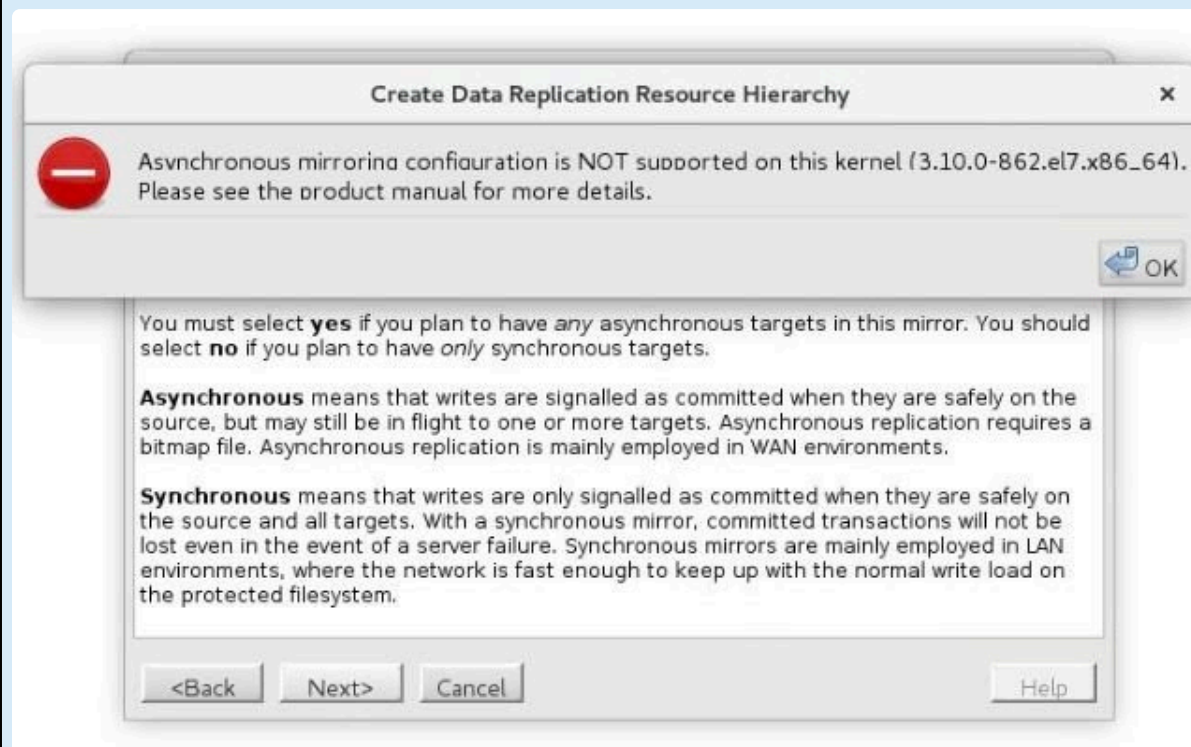 Create Data Replication Resource Hierarchy
Asynchronous mirroring configuration is NOT supported on this kernel (3.10.0-862.el7.x86_64).
Please see the product manual for more details.
OK
You must select yes if you plan to have any asynchronous targets in this mirror. You should
select no if you plan to have only synchronous targets.
Asynchronous means that writes are signalled as committed when they are safely on the
source, but may still be in flight to one or more targets. Asynchronous replication requires a
bitmap file. Asynchronous replication is mainly employed in WAN environments.
Synchronous means that writes are only signalled as committed when they are safely on
the source and all targets. With a synchronous mirror, committed transactions will not be
lost even in the event of a server failure. Synchronous mirrors are mainly employed in LAN
environments, where the network is fast enough to keep up with the normal write load on
the protected filesystem.
<Back Next> Cancel Help